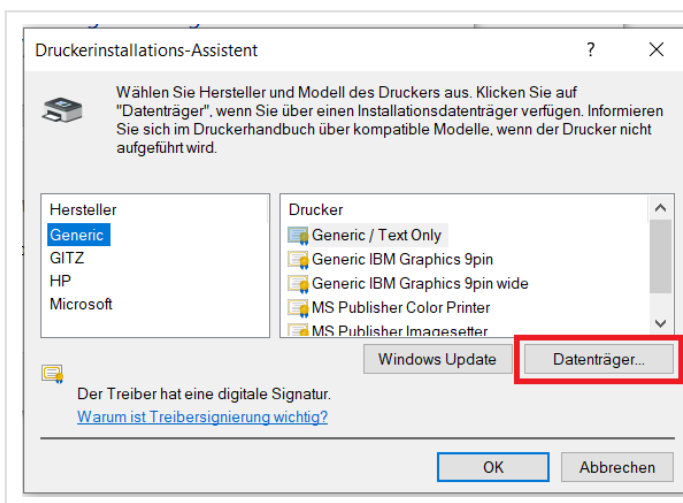 Druckerinstallations-Assistent
?
Wählen Sie Hersteller und Modell des Druckers aus. Klicken Sie auf
"Datenträger", wenn Sie über einen Installationsdatenträger verfügen. Informieren
Sie sich im Druckerhandbuch über kompatible Modelle, wenn der Drucker nicht
aufgeführt wird.
Hersteller
Generic
GITZ
HP
Microsoft
Drucker
Generic / Text Only
Generic IBM Graphics 9pin
Generic IBM Graphics 9pin wide
MS Publisher Color Printer
MS Publisher Imagesetter
Windows Update
Datenträger...
Der Treiber hat eine digitale Signatur.
Warum ist Treibersignierung wichtig?
OK
Abbrechen